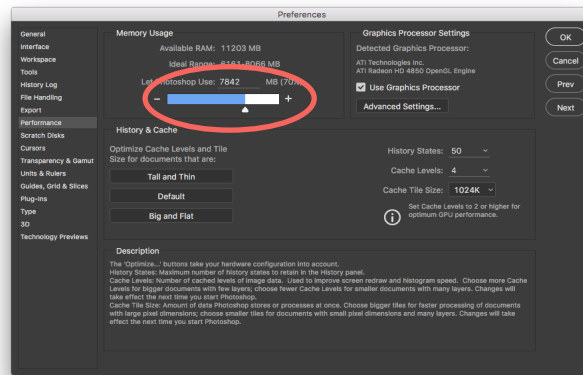 Preferences
General
Interface
Workspace
Tools
History Log
File Handling
Export
Performance
Scratch Disks
Cursors
Transparency & Gamut
Units & Rulers
Guides, Grid & Slices
Plug-ins
Type
3D
Technology Previews
Memory Usage
Available RAM: 11203 MB
Ideal Range: 6161-8066 MB
Let Photoshop Use: 7842 MB (70%)
− +
Graphics Processor Settings
Detected Graphics Processor:
ATI Technologies Inc.
ATI Radeon HD 4850 OpenGL Engine
Use Graphics Processor
Advanced Settings...
OK
Cancel
Prev
Next
History & Cache
Optimize Cache Levels and Tile
Size for documents that are:
Tall and Thin
Default
Big and Flat
History States: 50
Cache Levels: 4
Cache Tile Size: 1024K
Set Cache Levels to 2 or higher for
optimum GPU performance.
Description
The 'Optimize...' buttons take your hardware configuration into account.
History States: Maximum number of history states to retain in the History panel.
Cache Levels: Number of cached levels of image data. Used to improve screen redraw and histogram speed. Choose more Cache
Levels for bigger documents with few layers; choose fewer Cache Levels for smaller documents with many layers. Changes will
take effect the next time you start Photoshop.
Cache Tile Size: Amount of data Photoshop stores or processes at once. Choose bigger tiles for faster processing of documents
with large pixel dimensions; choose smaller tiles for documents with small pixel dimensions and many layers. Changes will take
effect the next time you start Photoshop.